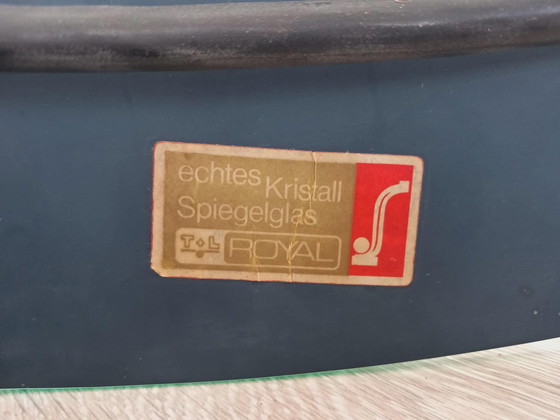 echtes Kristall
Spiegelglas
T+L ROYAL